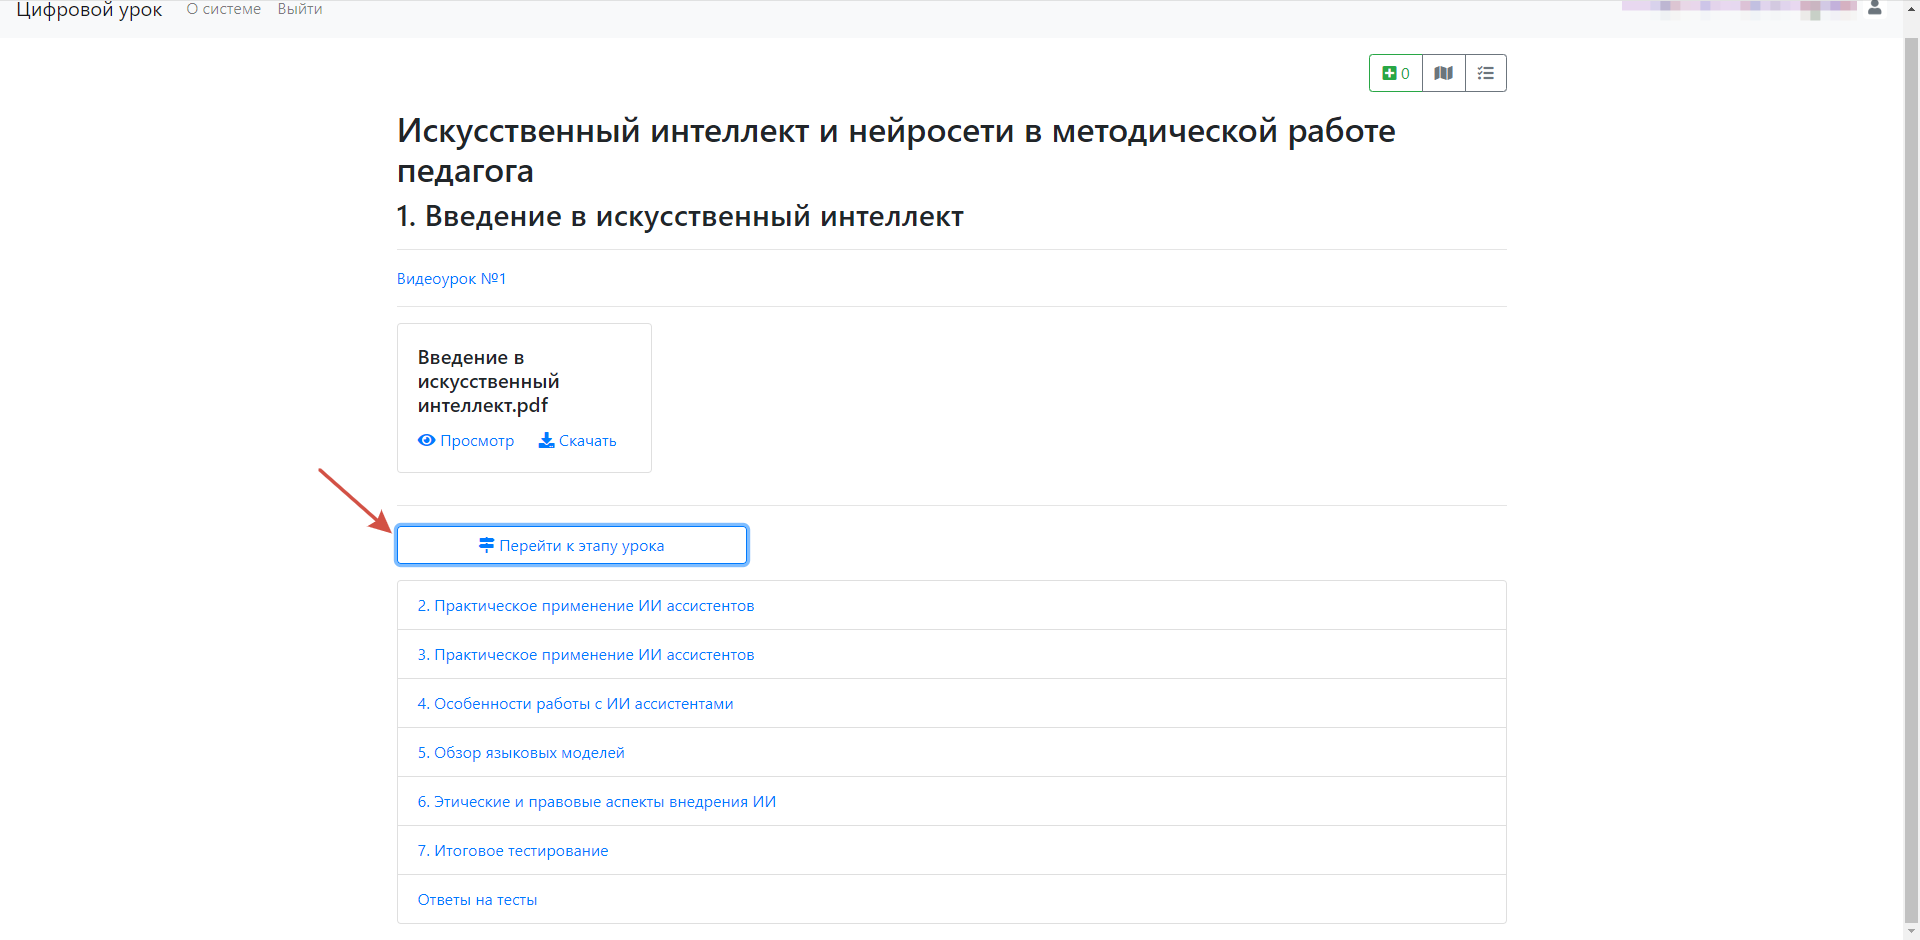 Цифровой урок О системе Выйти
0
Искусственный интеллект и нейросети в методической работе
педагога
1. Введение в искусственный интеллект
Видеоурок №1
Введение в
искусственный
интеллект.pdf
Просмотр Скачать
Перейти к этапу урока
2. Практическое применение ИИ ассистентов
3. Практическое применение ИИ ассистентов
4. Особенности работы с ИИ ассистентами
5. Обзор языковых моделей
6. Этические и правовые аспекты внедрения ИИ
7. Итоговое тестирование
Ответы на тесты